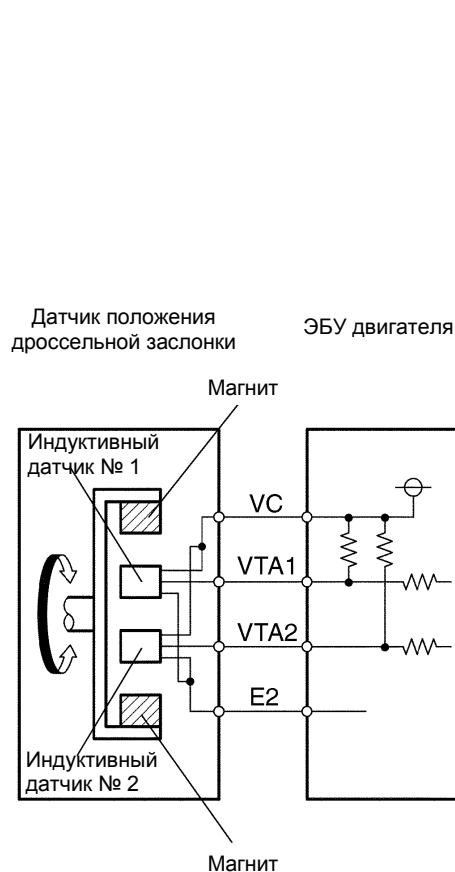 Датчик положения
дроссельной заслонки
ЭБУ двигателя
Магнит
Индуктивный
датчик № 1
VC
VTA1
VTA2
E2
Индуктивный
датчик № 2
Магнит